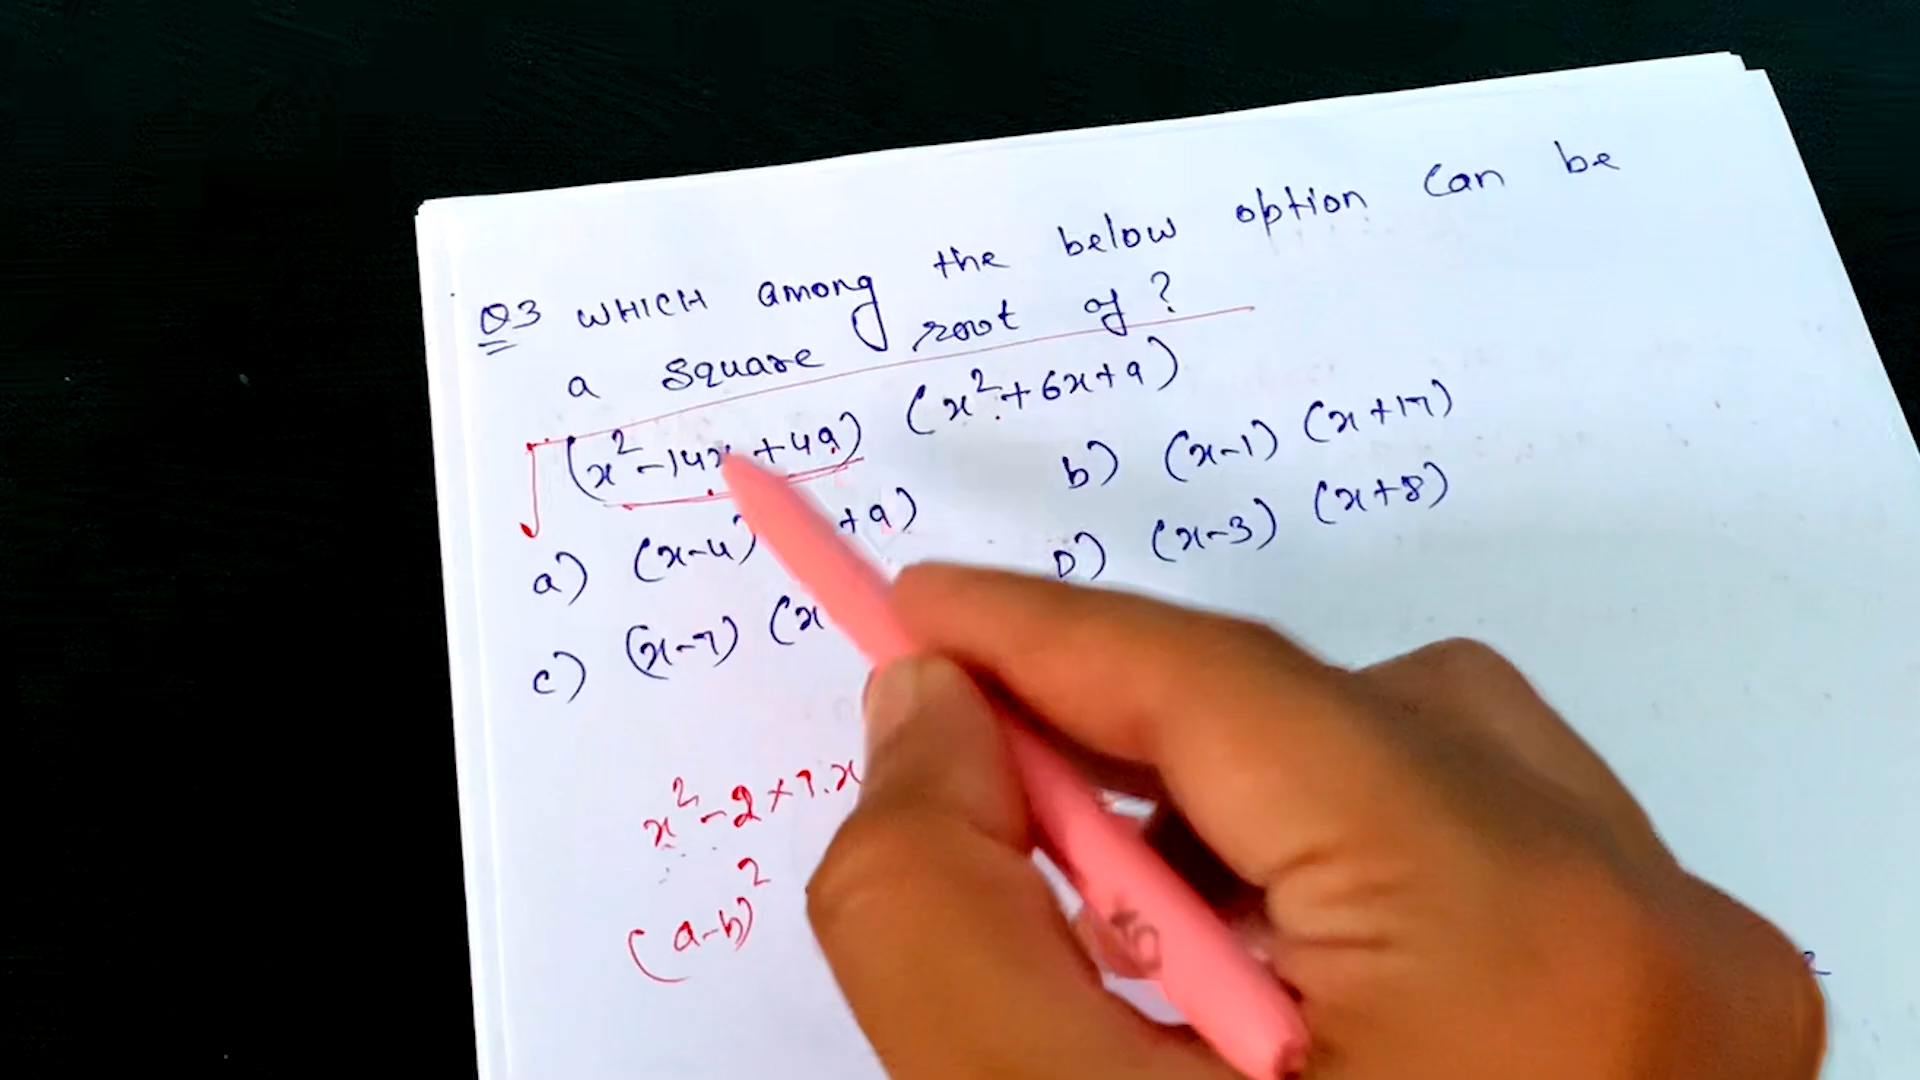 Q3 WHICH among the below option can be
a square root of ?
√(x²-14x+49) (x²+6x+9)
a) (x-4) +9)
b) (x-1) (x+17)
c) (x-7) (x
D) (x-3) (x+8)
x²-2×7.x
(a-b)²